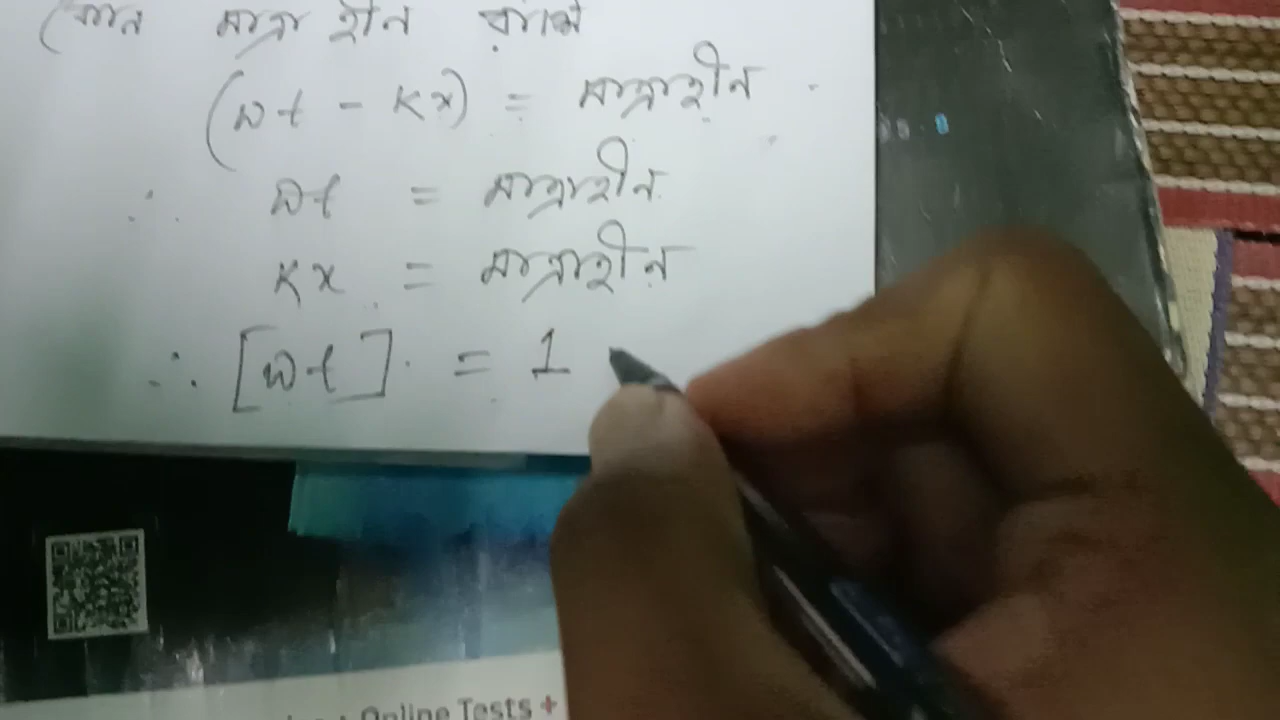 মাত্রা হীন
(ωt - Kx) = মাত্রাহীন
∴ ωt = মাত্রাহীন
Kx = মাত্রাহীন
∴ [ωt] = 1
Online Tests +